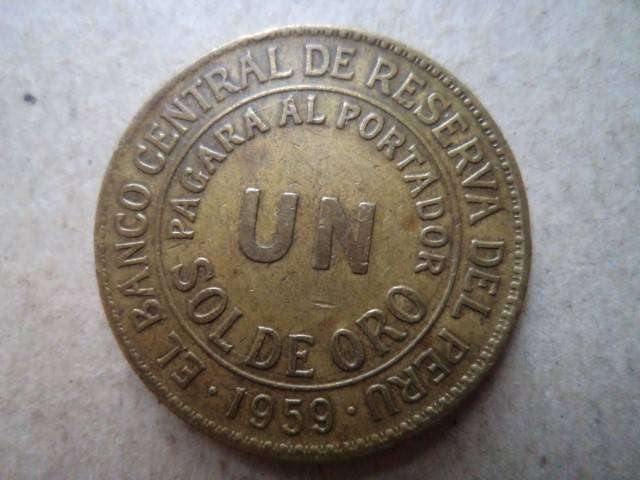 EL BANCO CENTRAL DE RESERVA DEL PERU
PAGARA AL PORTADOR
UN
SOL DE ORO
· 1959 ·